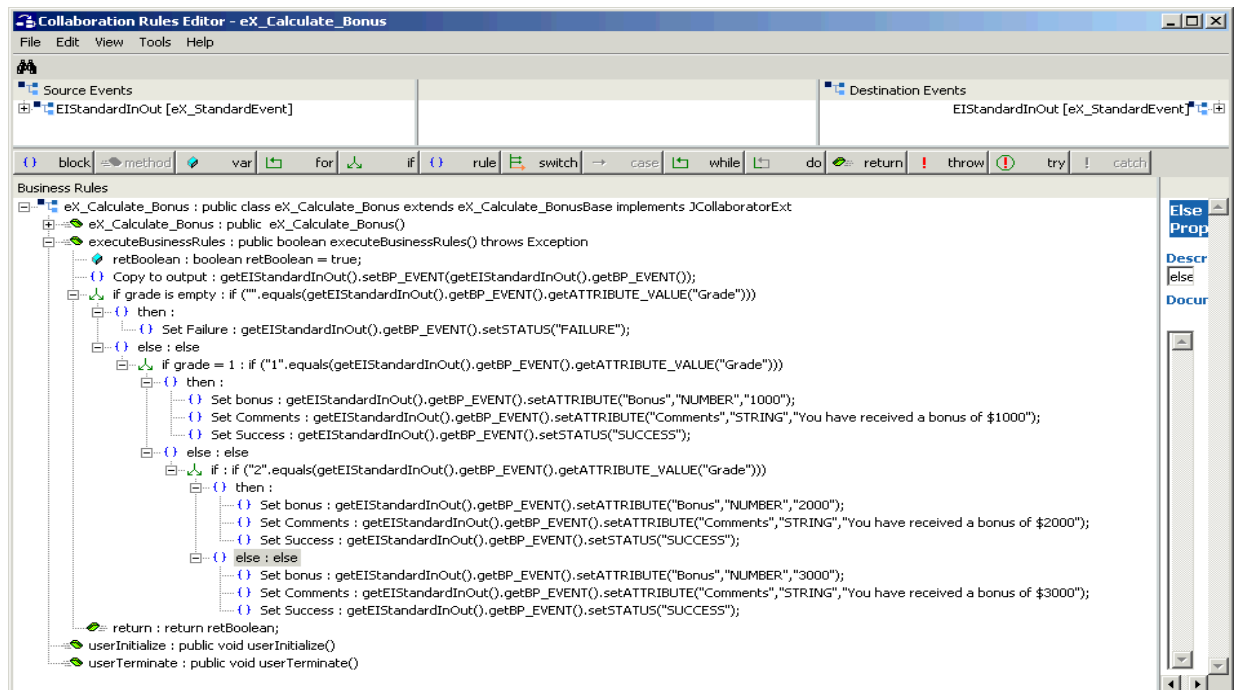 Collaboration Rules Editor - eX_Calculate_Bonus
File Edit View Tools Help
Source Events
Destination Events
EIStandardInOut [eX_StandardEvent]
EIStandardInOut [eX_StandardEvent]
block method var for if rule switch case while do return throw try catch
Business Rules
eX_Calculate_Bonus : public class eX_Calculate_Bonus extends eX_Calculate_BonusBase implements JCollaboratorExt
eX_Calculate_Bonus : public eX_Calculate_Bonus()
executeBusinessRules : public boolean executeBusinessRules() throws Exception
retBoolean : boolean retBoolean = true;
Copy to output : getEIStandardInOut().setBP_EVENT(getEIStandardInOut().getBP_EVENT());
if grade is empty : if ("".equals(getEIStandardInOut().getBP_EVENT().getATTRIBUTE_VALUE("Grade")))
then :
Set Failure : getEIStandardInOut().getBP_EVENT().setSTATUS("FAILURE");
else : else
if grade = 1 : if ("1".equals(getEIStandardInOut().getBP_EVENT().getATTRIBUTE_VALUE("Grade")))
then :
Set bonus : getEIStandardInOut().getBP_EVENT().setATTRIBUTE("Bonus","NUMBER","1000");
Set Comments : getEIStandardInOut().getBP_EVENT().setATTRIBUTE("Comments","STRING","You have received a bonus of $1000");
Set Success : getEIStandardInOut().getBP_EVENT().setSTATUS("SUCCESS");
else : else
if : if ("2".equals(getEIStandardInOut().getBP_EVENT().getATTRIBUTE_VALUE("Grade")))
then :
Set bonus : getEIStandardInOut().getBP_EVENT().setATTRIBUTE("Bonus","NUMBER","2000");
Set Comments : getEIStandardInOut().getBP_EVENT().setATTRIBUTE("Comments","STRING","You have received a bonus of $2000");
Set Success : getEIStandardInOut().getBP_EVENT().setSTATUS("SUCCESS");
else : else
Set bonus : getEIStandardInOut().getBP_EVENT().setATTRIBUTE("Bonus","NUMBER","3000");
Set Comments : getEIStandardInOut().getBP_EVENT().setATTRIBUTE("Comments","STRING","You have received a bonus of $3000");
Set Success : getEIStandardInOut().getBP_EVENT().setSTATUS("SUCCESS");
return : return retBoolean;
userInitialize : public void userInitialize()
userTerminate : public void userTerminate()
Else
Prop
Descr
else
Docur